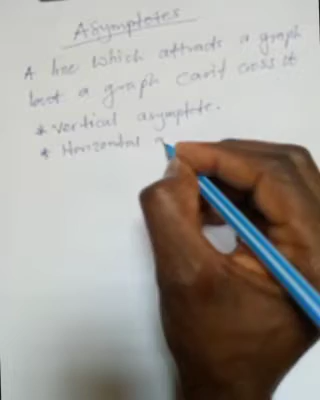 Asymptotes
A line which attracts a graph
but a graph can't cross it
* Vertical asymptote.
* Horizontal a